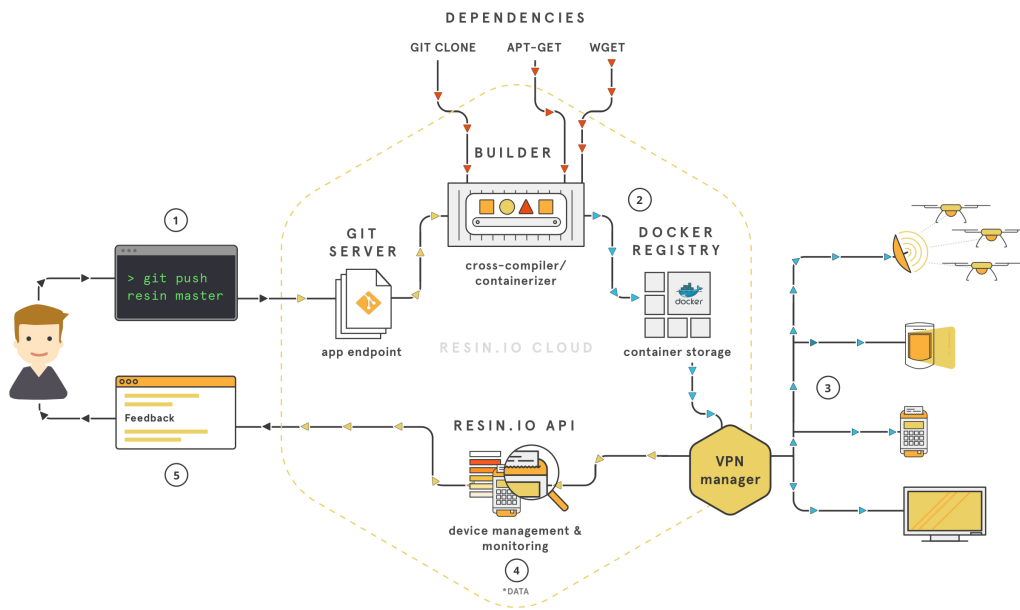 DEPENDENCIES
GIT CLONE
APT-GET
WGET
BUILDER
cross-compiler/
containerizer
1
> git push
resin master
GIT
SERVER
app endpoint
2
DOCKER
REGISTRY
docker
container storage
RESIN.IO CLOUD
3
VPN
manager
RESIN.IO API
device management &
monitoring
4
*DATA
Feedback
5